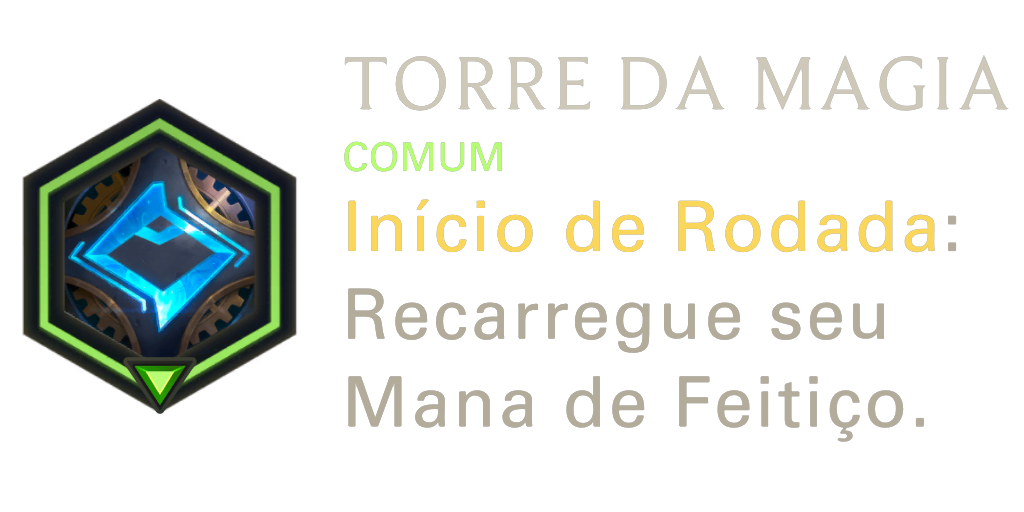 TORRE DA MAGIA
COMUM
Início de Rodada:
Recarregue seu
Mana de Feitiço.